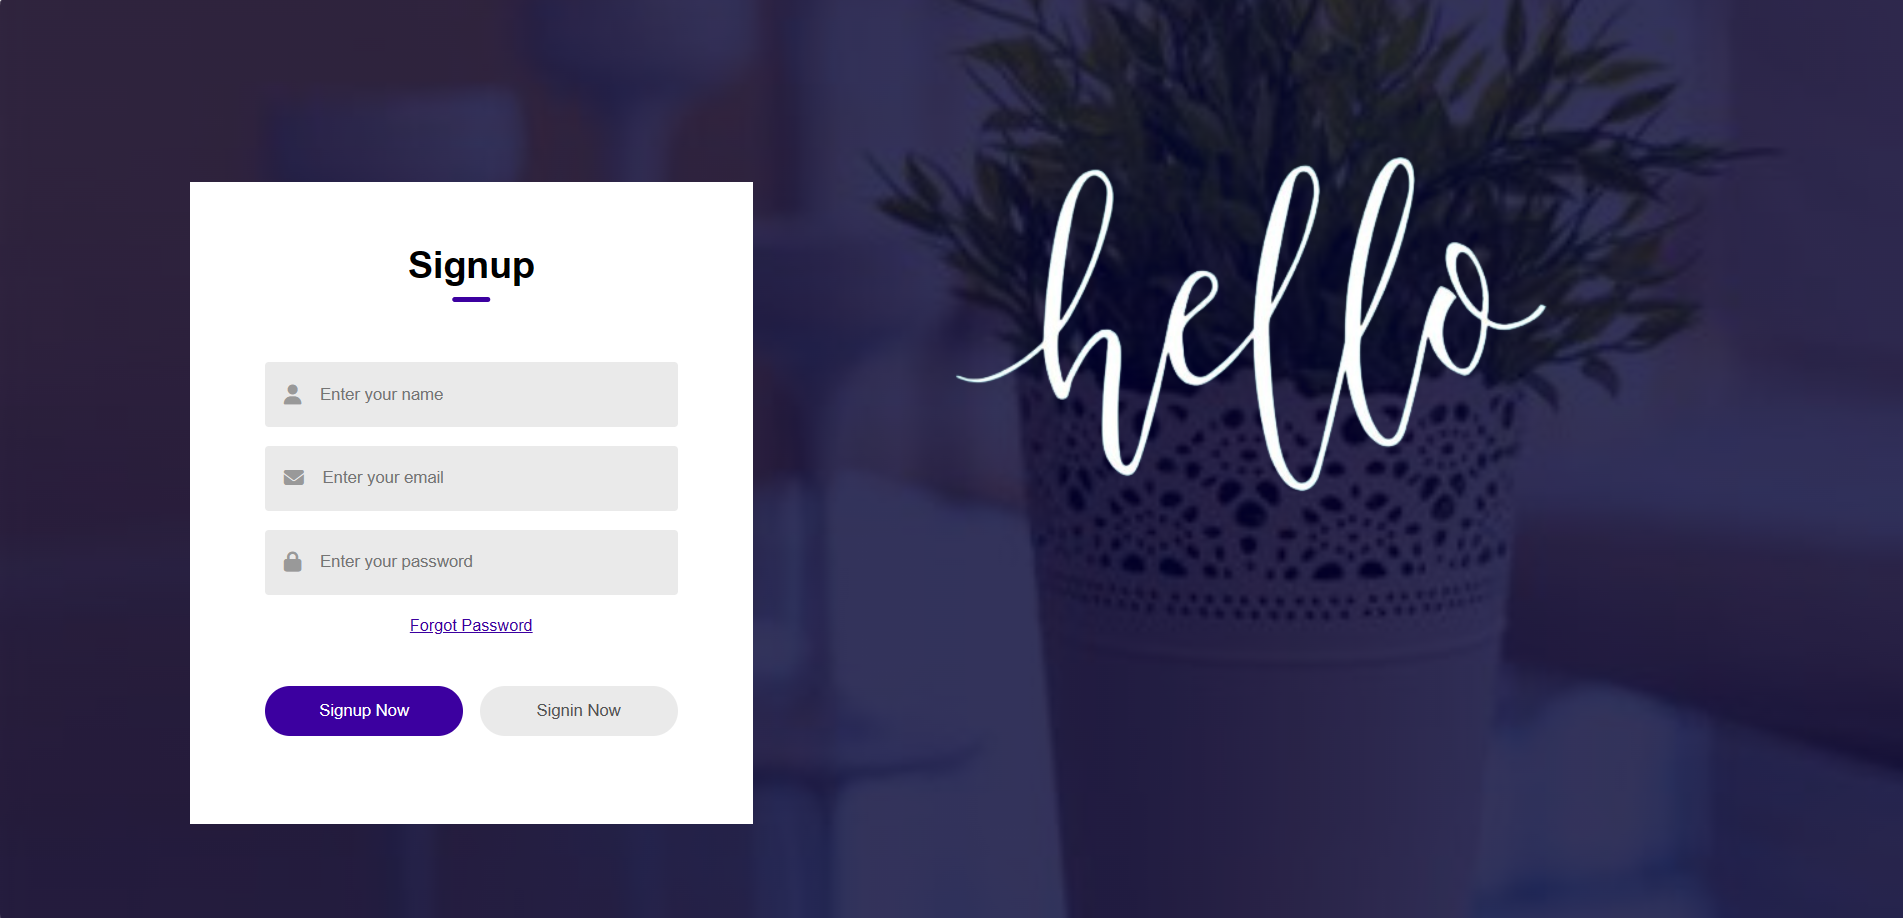 Signup
Enter your name
Enter your email
Enter your password
Forgot Password
Signup Now
Signin Now
hello